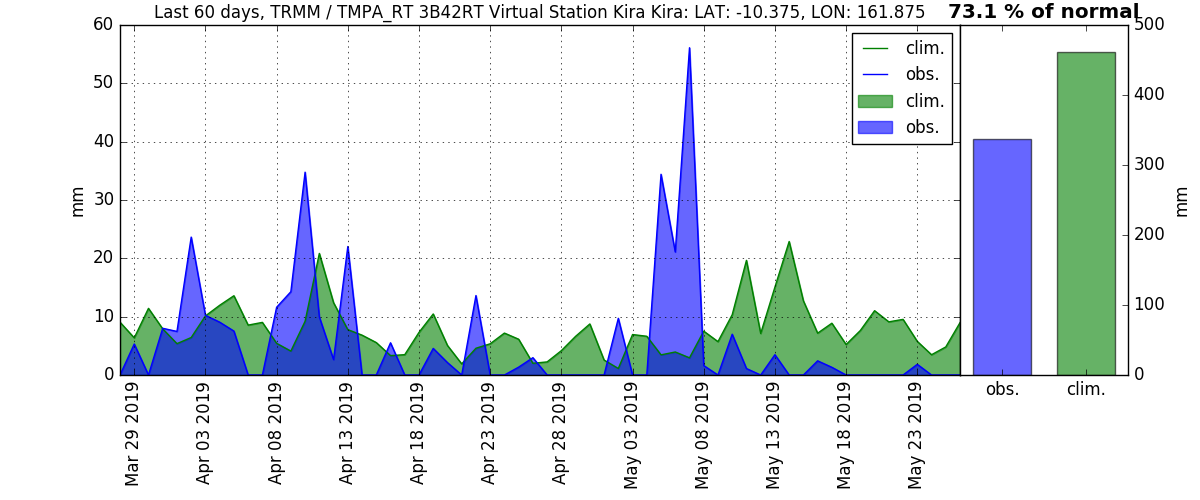 Last 60 days, TRMM / TMPA_RT 3B42RT Virtual Station Kira Kira: LAT: -10.375, LON: 161.875
73.1 % of normal
60
50
40
30
20
10
0
mm
clim.
obs.
clim.
obs.
Mar 29 2019
Apr 03 2019
Apr 08 2019
Apr 13 2019
Apr 18 2019
Apr 23 2019
Apr 28 2019
May 03 2019
May 08 2019
May 13 2019
May 18 2019
May 23 2019
500
400
300
200
100
0
mm
obs.
clim.